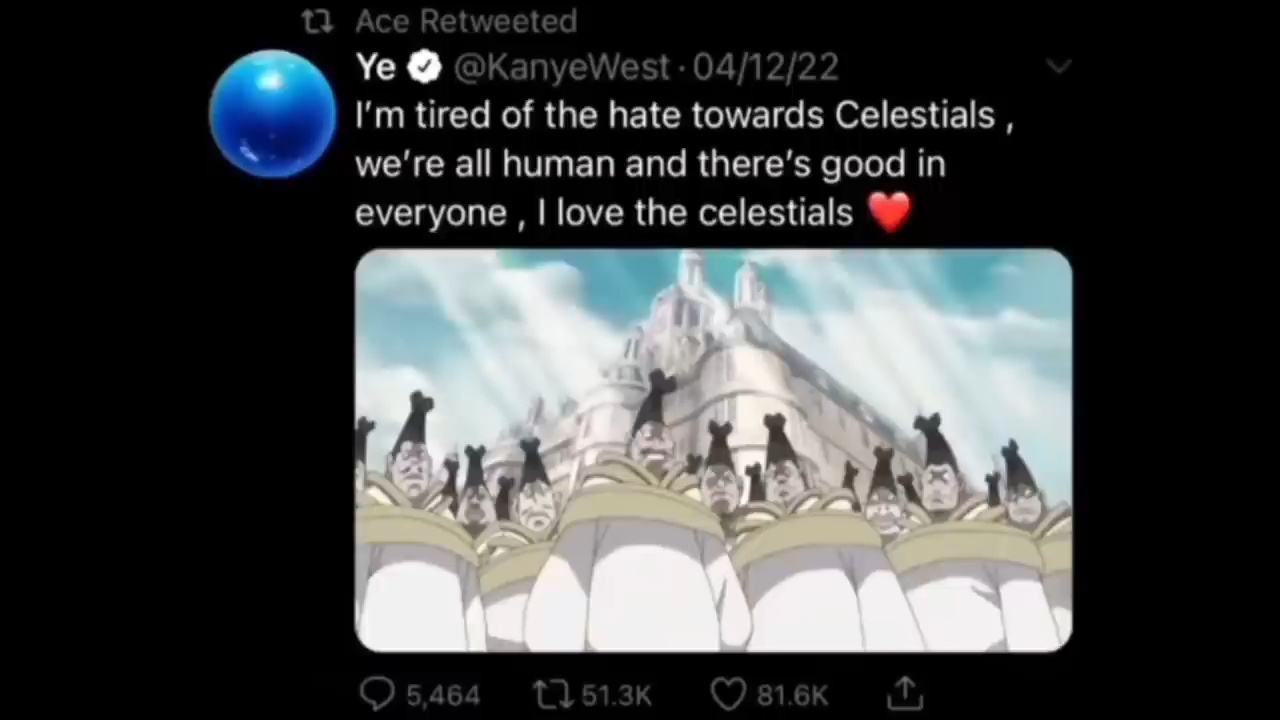 Ace Retweeted
Ye @KanyeWest · 04/12/22
I'm tired of the hate towards Celestials ,
we're all human and there's good in
everyone , I love the celestials ❤️
5,464 51.3K 81.6K